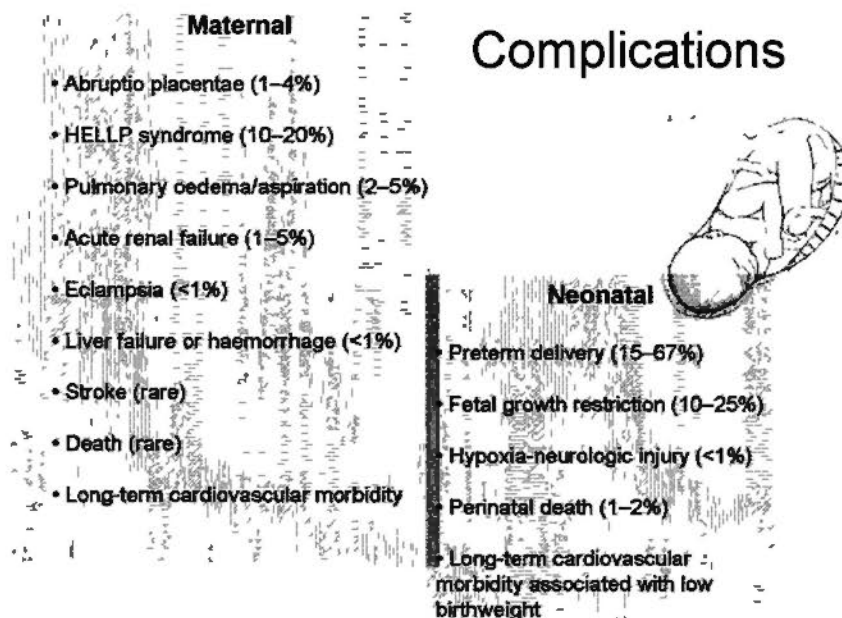 Complications
Maternal
• Abruptio placentae (1–4%)
• HELLP syndrome (10–20%)
• Pulmonary oedema/aspiration (2–5%)
• Acute renal failure (1–5%)
• Eclampsia (<1%)
• Liver failure or haemorrhage (<1%)
• Stroke (rare)
• Death (rare)
• Long-term cardiovascular morbidity
Neonatal
• Preterm delivery (15–67%)
• Fetal growth restriction (10–25%)
• Hypoxia-neurologic injury (<1%)
• Perinatal death (1–2%)
• Long-term cardiovascular
morbidity associated with low
birthweight